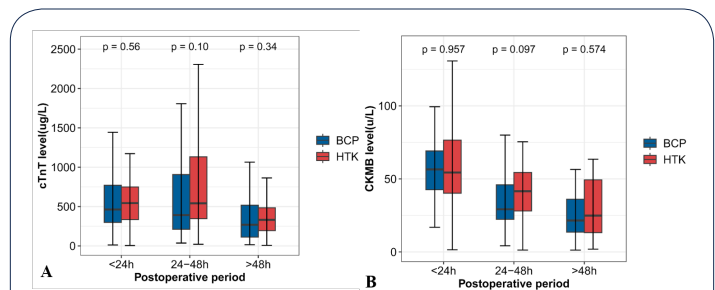 p = 0.56 p = 0.10 p = 0.34
2500
2000
1500
1000
500
0
cTnT level(ug/L)
<24h 24−48h >48h
Postoperative period
BCP
HTK
A
p = 0.957 p = 0.097 p = 0.574
100
50
0
CKMB level(u/L)
<24h 24−48h >48h
Postoperative period
BCP
HTK
B